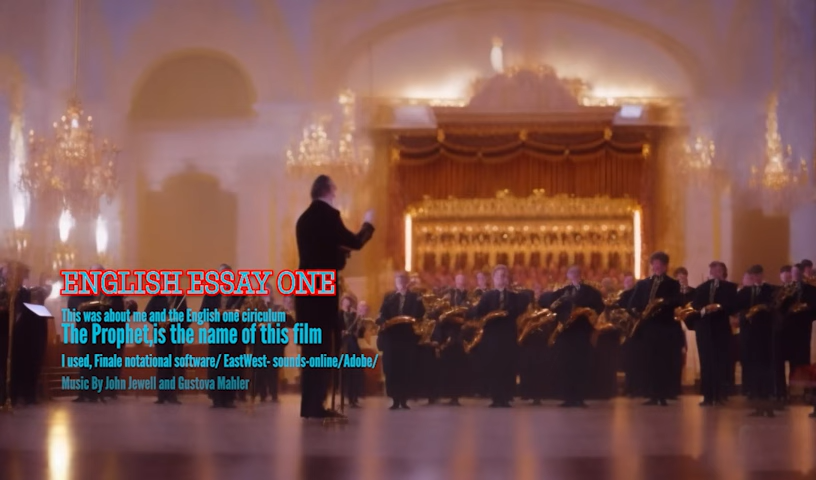 ENGLISH ESSAY ONE
This was about me and the English one ciriculum
The Prophet,is the name of this film
I used, Finale notational software/ EastWest- sounds-online/Adobe/
Music By John Jewell and Gustova Mahler